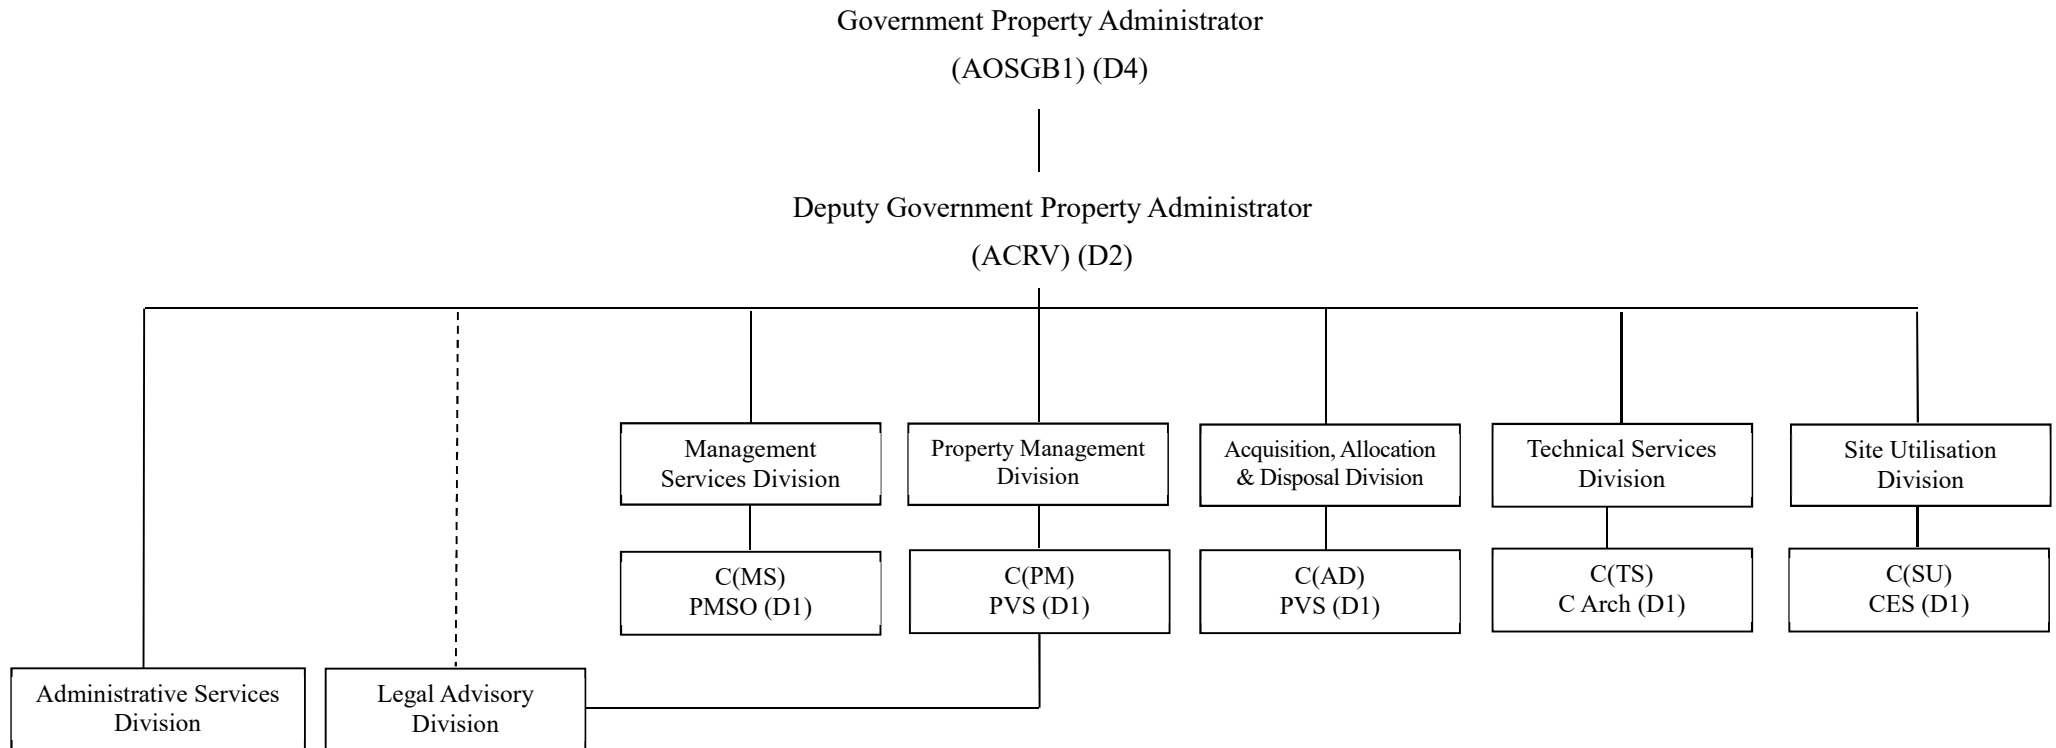 Government Property Administrator
(AOSGB1) (D4)
Deputy Government Property Administrator
(ACRV) (D2)
Management
Services Division
Property Management
Division
Acquisition, Allocation
& Disposal Division
Technical Services
Division
Site Utilisation
Division
C(MS)
PMSO (D1)
C(PM)
PVS (D1)
C(AD)
PVS (D1)
C(TS)
C Arch (D1)
C(SU)
CES (D1)
Administrative Services
Division
Legal Advisory
Division